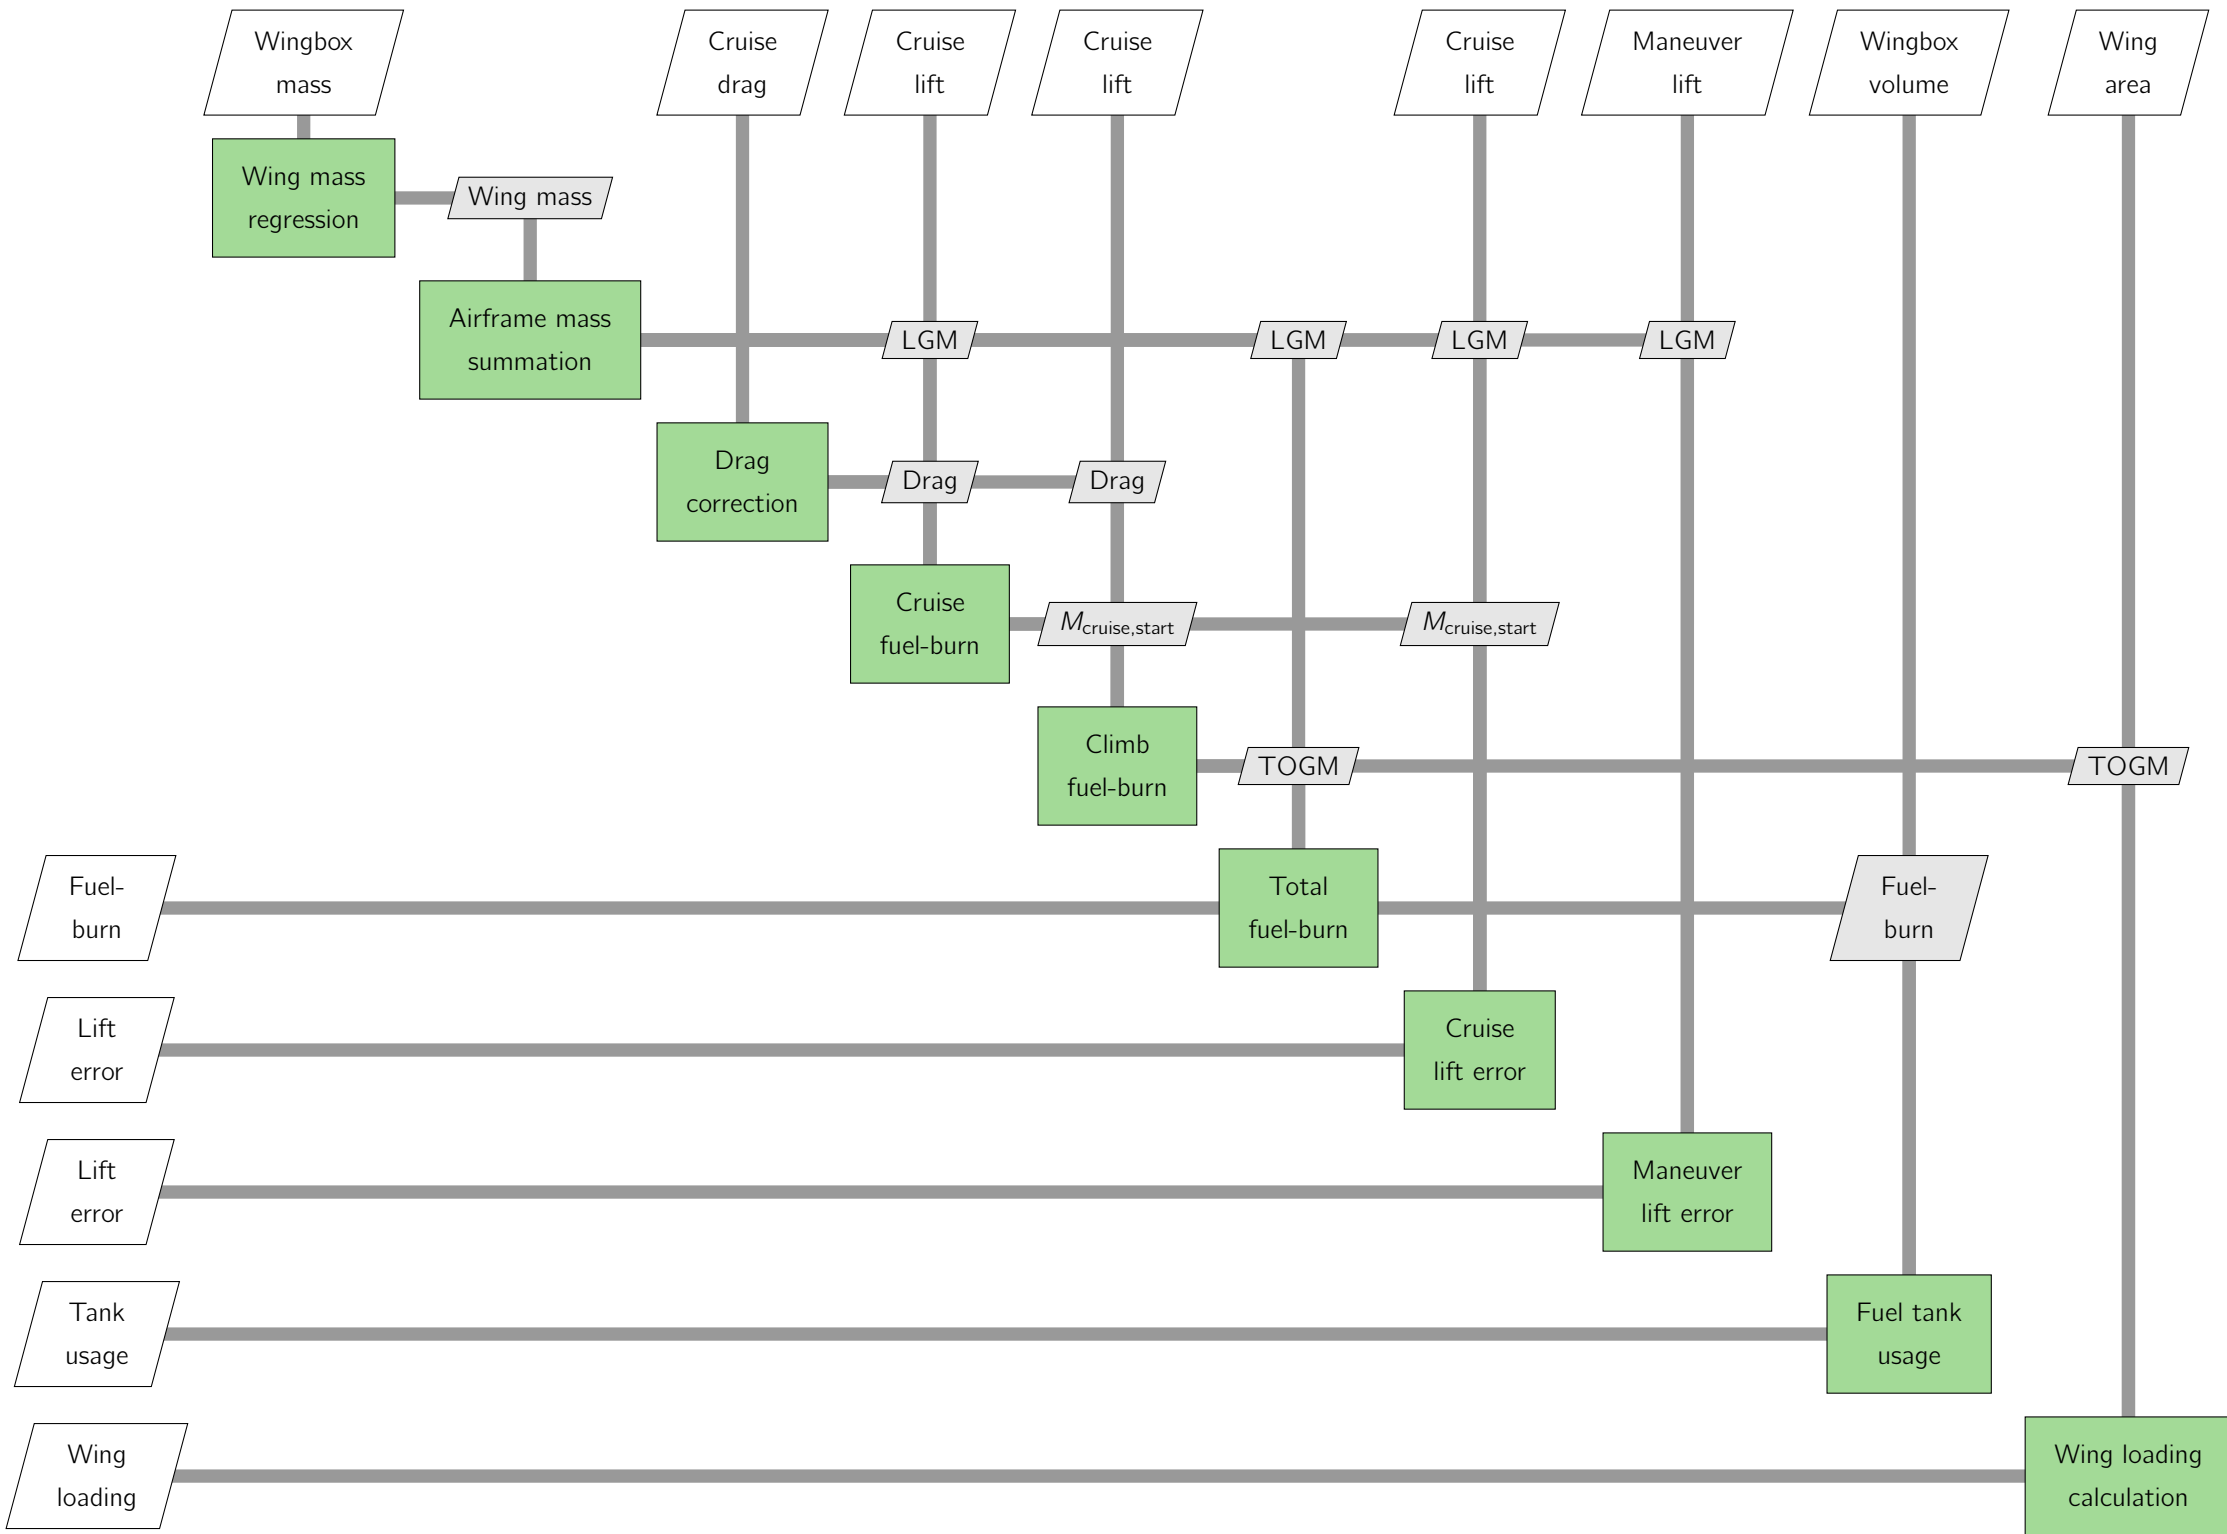 Wingbox
mass
Cruise
drag
Cruise
lift
Cruise
lift
Cruise
lift
Maneuver
lift
Wingbox
volume
Wing
area
Wing mass
regression
Wing mass
Airframe mass
summation
LGM
LGM
LGM
LGM
Drag
correction
Drag
Drag
Cruise
fuel-burn
Mcruise,start
Mcruise,start
Climb
fuel-burn
TOGM
TOGM
Fuel-
burn
Total
fuel-burn
Fuel-
burn
Lift
error
Cruise
lift error
Lift
error
Maneuver
lift error
Tank
usage
Fuel tank
usage
Wing
loading
Wing loading
calculation